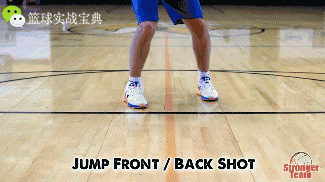 篮球实战宝典
JUMP FRONT / BACK SHOT
Stronger
Team